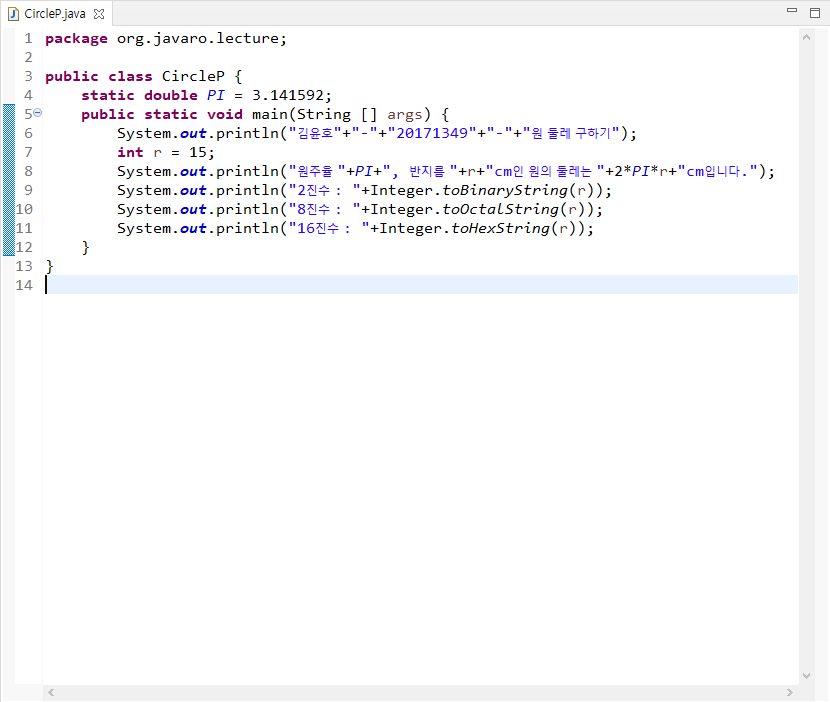 CircleP.java
1 package org.javaro.lecture;
2
3 public class CircleP {
4     static double PI = 3.141592;
5     public static void main(String [] args) {
6         System.out.println("김윤호"+"-"+"20171349"+"-"+"원 둘레 구하기");
7         int r = 15;
8         System.out.println("원주율 "+PI+", 반지름 "+r+"cm인 원의 둘레는 "+2*PI*r+"cm입니다.");
9         System.out.println("2진수 : "+Integer.toBinaryString(r));
10         System.out.println("8진수 : "+Integer.toOctalString(r));
11         System.out.println("16진수 : "+Integer.toHexString(r));
12     }
13 }
14